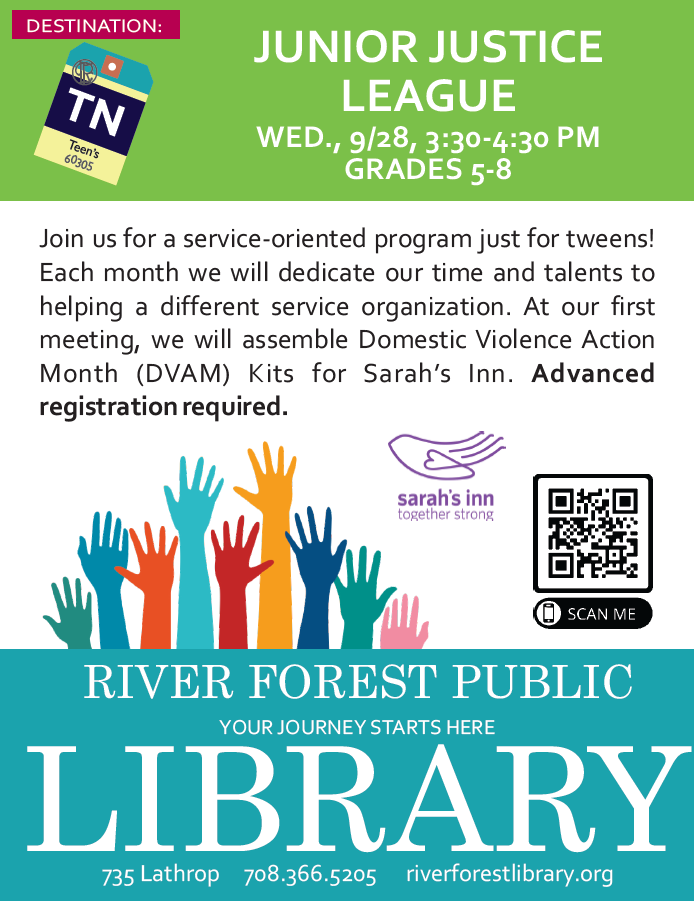 DESTINATION:
TN
Teen's
60305
JUNIOR JUSTICE
LEAGUE
WED., 9/28, 3:30-4:30 PM
GRADES 5-8
Join us for a service-oriented program just for tweens!
Each month we will dedicate our time and talents to
helping a different service organization. At our first
meeting, we will assemble Domestic Violence Action
Month (DVAM) Kits for Sarah's Inn. Advanced
registration required.
sarah's inn
together strong
SCAN ME
RIVER FOREST PUBLIC
YOUR JOURNEY STARTS HERE
LIBRARY
735 Lathrop 708.366.5205 riverforestlibrary.org